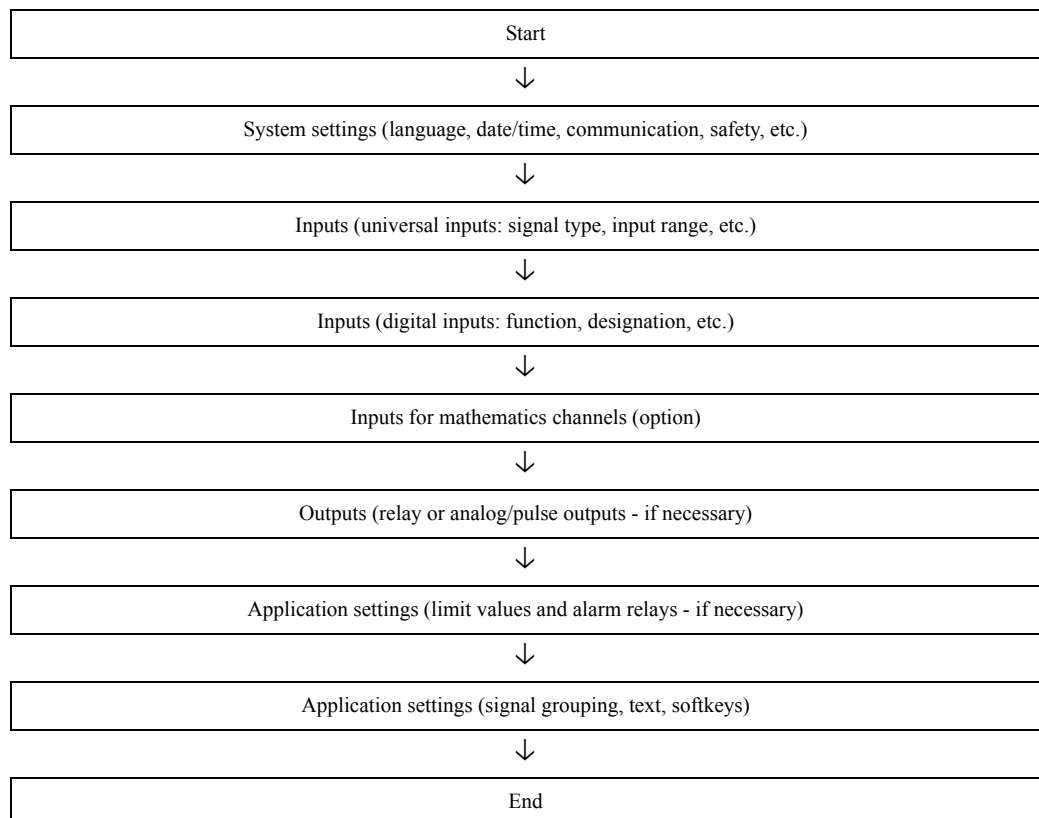 Start
System settings (language, date/time, communication, safety, etc.)
Inputs (universal inputs: signal type, input range, etc.)
Inputs (digital inputs: function, designation, etc.)
Inputs for mathematics channels (option)
Outputs (relay or analog/pulse outputs - if necessary)
Application settings (limit values and alarm relays - if necessary)
Application settings (signal grouping, text, softkeys)
End